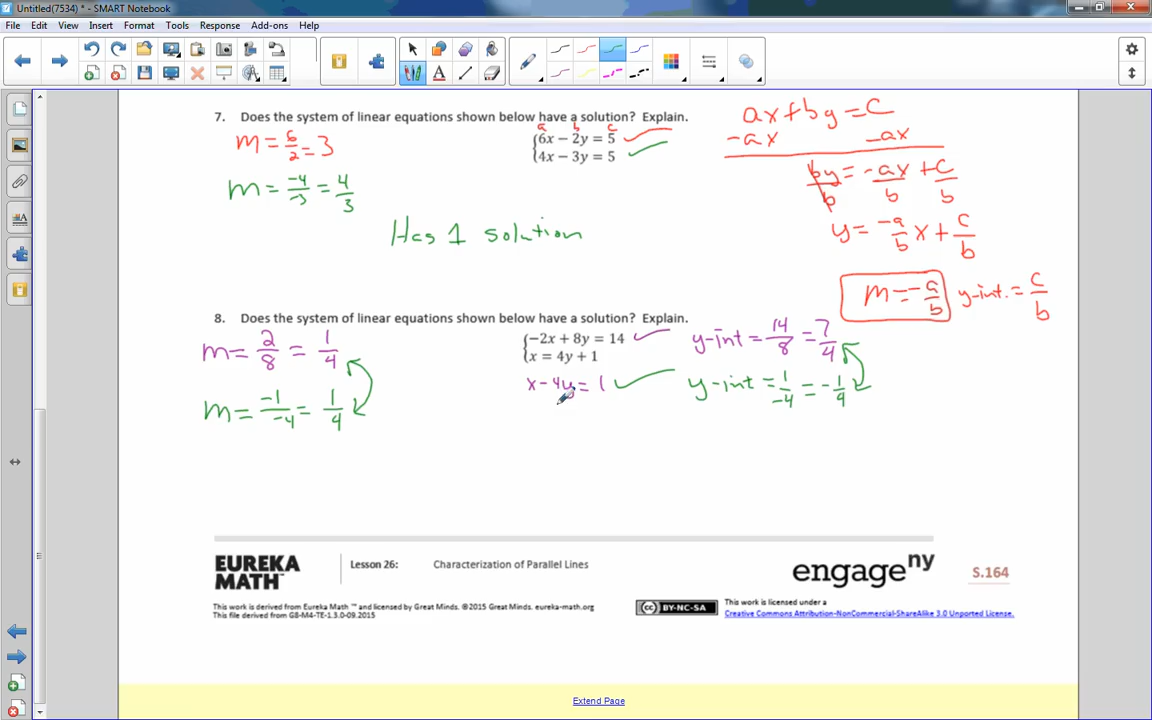 Untitled(7534) * - SMART Notebook
File Edit View Insert Format Tools Response Add-ons Help
7. Does the system of linear equations shown below have a solution? Explain.
a b c
6x − 2y = 5
4x − 3y = 5
m = 6/2 = 3
m = -4/-3 = 4/3
Has 1 solution
ax + by = c
-ax -ax
by/b = -ax/b + c/b
y = -a/b x + c/b
m = -a/b y-int. = c/b
8. Does the system of linear equations shown below have a solution? Explain.
−2x + 8y = 14
x = 4y + 1
x - 4y = 1
m = 2/8 = 1/4
m = -1/-4 = 1/4
y-int = 14/8 = 7/4
y-int = 1/-4 = -1/4
EUREKA MATH™
Lesson 26: Characterization of Parallel Lines
engage ny
S.164
This work is derived from Eureka Math ™ and licensed by Great Minds. ©2015 Great Minds. eureka-math.org
This file derived from G8-M4-TE-1.3.0-09.2015
cc BY-NC-SA
This work is licensed under a
Creative Commons Attribution-NonCommercial-ShareAlike 3.0 Unported License.
Extend Page